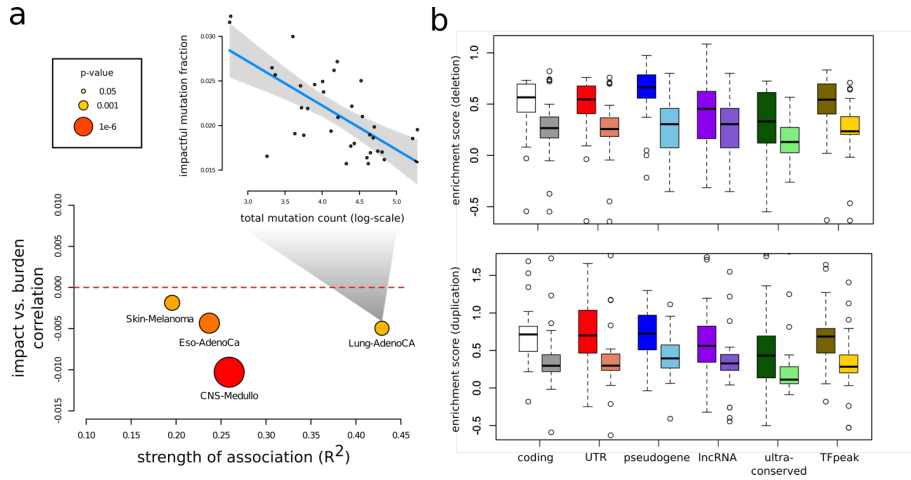 a
p-value
0.05
0.001
1e-6
impactful mutation fraction
0.030
0.025
0.020
0.015
3.0 3.5 4.0 4.5 5.0
total mutation count (log-scale)
impact vs. burden
correlation
0.010
0.005
0.000
-0.005
-0.010
-0.015
Skin-Melanoma
Eso-AdenoCa
CNS-Medullo
Lung-AdenoCA
0.10 0.15 0.20 0.25 0.30 0.35 0.40 0.45
strength of association (R2)
b
enrichment score (deletion)
1.0
0.5
0.0
-0.5
enrichment score (duplication)
1.5
1.0
0.5
0.0
-0.5
coding UTR pseudogene lncRNA ultra- TFpeak
conserved